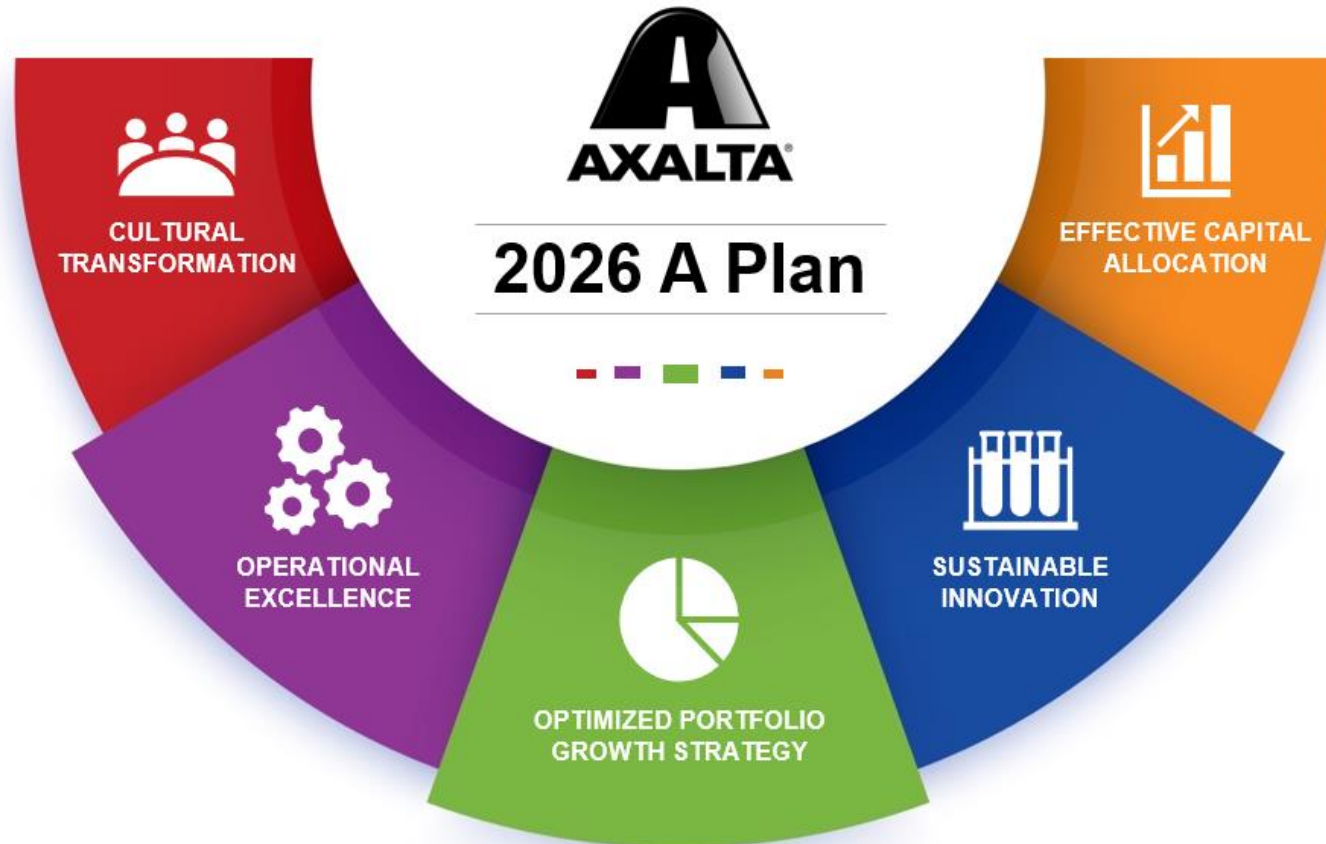 AXALTA®
2026 A Plan
CULTURAL
TRANSFORMATION
OPERATIONAL
EXCELLENCE
OPTIMIZED PORTFOLIO
GROWTH STRATEGY
SUSTAINABLE
INNOVATION
EFFECTIVE CAPITAL
ALLOCATION